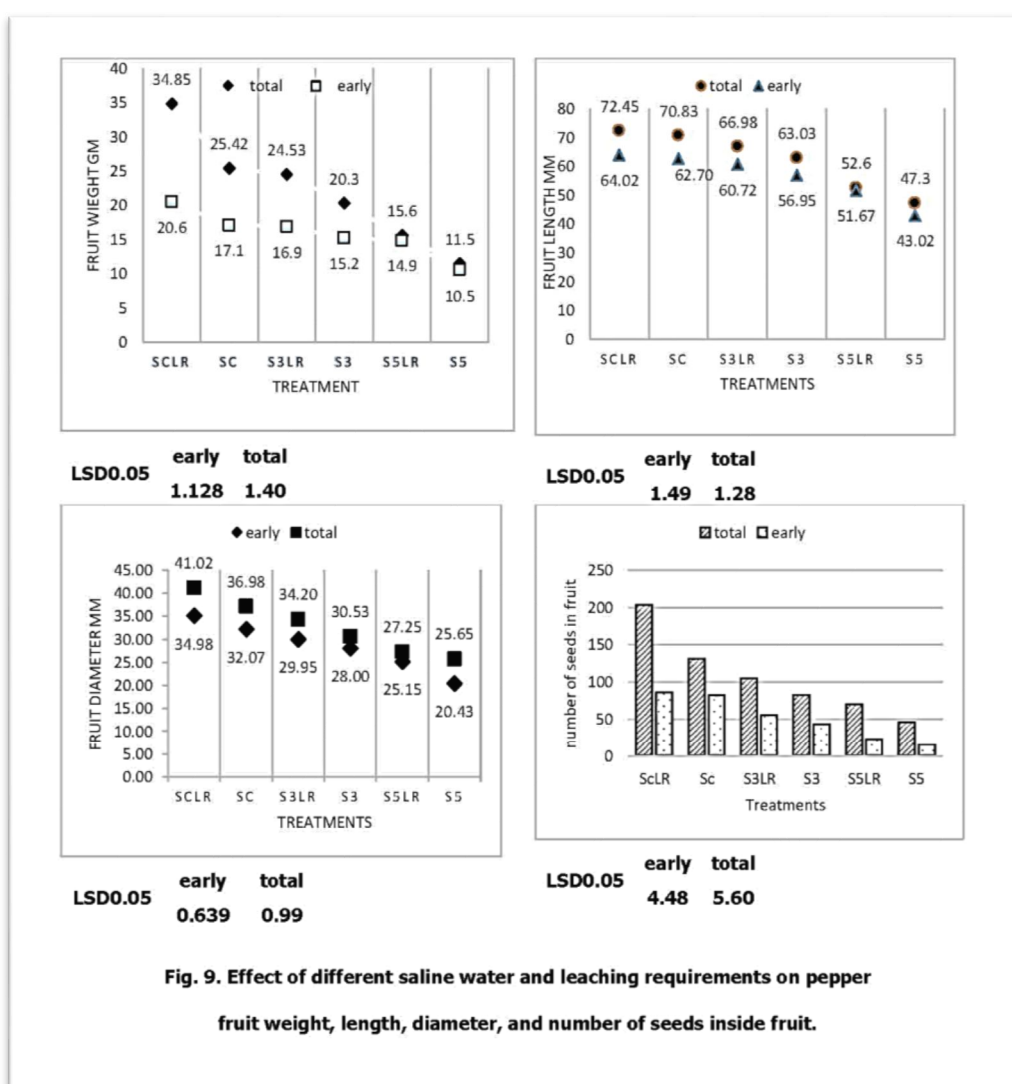 total early
40
35
30
25
20
15
10
5
0
34.85
25.42
24.53
20.3
15.6
11.5
20.6
17.1
16.9
15.2
14.9
10.5
FRUIT WIEGHT GM
SCLR SC S3LR S3 S5LR S5
TREATMENT
LSD0.05
early total
1.128 1.40
total early
80
70
60
50
40
30
20
10
0
72.45
70.83
66.98
63.03
52.6
47.3
64.02
62.70
60.72
56.95
51.67
43.02
FRUIT LENGTH MM
SCLR SC S3LR S3 S5LR S5
TREATMENTS
LSD0.05
early total
1.49 1.28
early total
45.00
40.00
35.00
30.00
25.00
20.00
15.00
10.00
5.00
0.00
41.02
36.98
34.20
30.53
27.25
25.65
34.98
32.07
29.95
28.00
25.15
20.43
FRUIT DIAMETER MM
SCLR SC S3LR S3 S5LR S5
TREATMENTS
LSD0.05
early total
0.639 0.99
total early
250
200
150
100
50
0
number of seeds in fruit
ScLR Sc S3LR S3 S5LR S5
Treatments
LSD0.05
early total
4.48 5.60
Fig. 9. Effect of different saline water and leaching requirements on pepper
fruit weight, length, diameter, and number of seeds inside fruit.